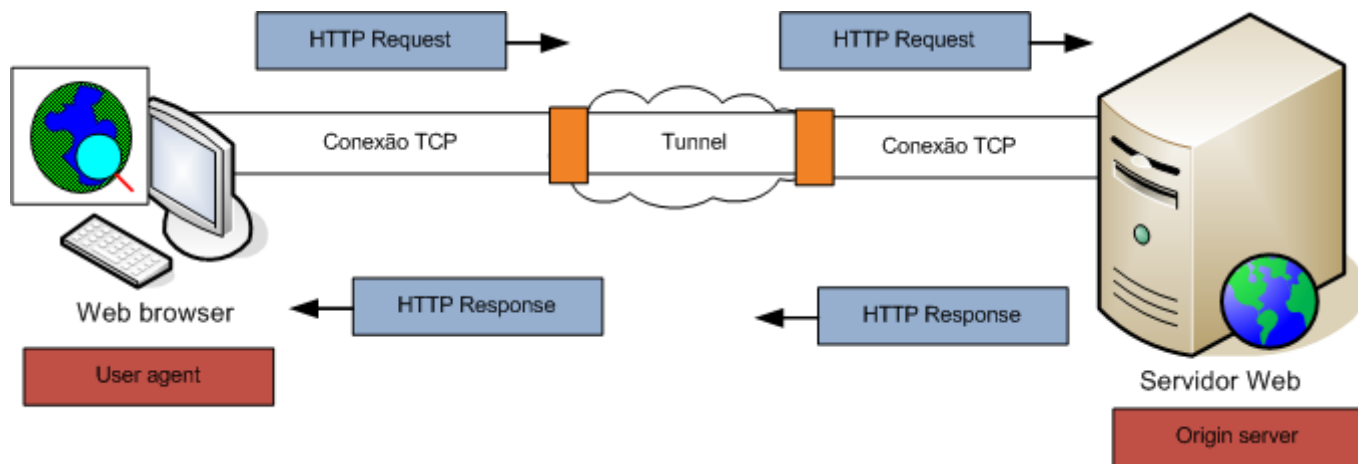 HTTP Request
HTTP Request
Conexão TCP
Tunnel
Conexão TCP
HTTP Response
HTTP Response
Web browser
User agent
Servidor Web
Origin server